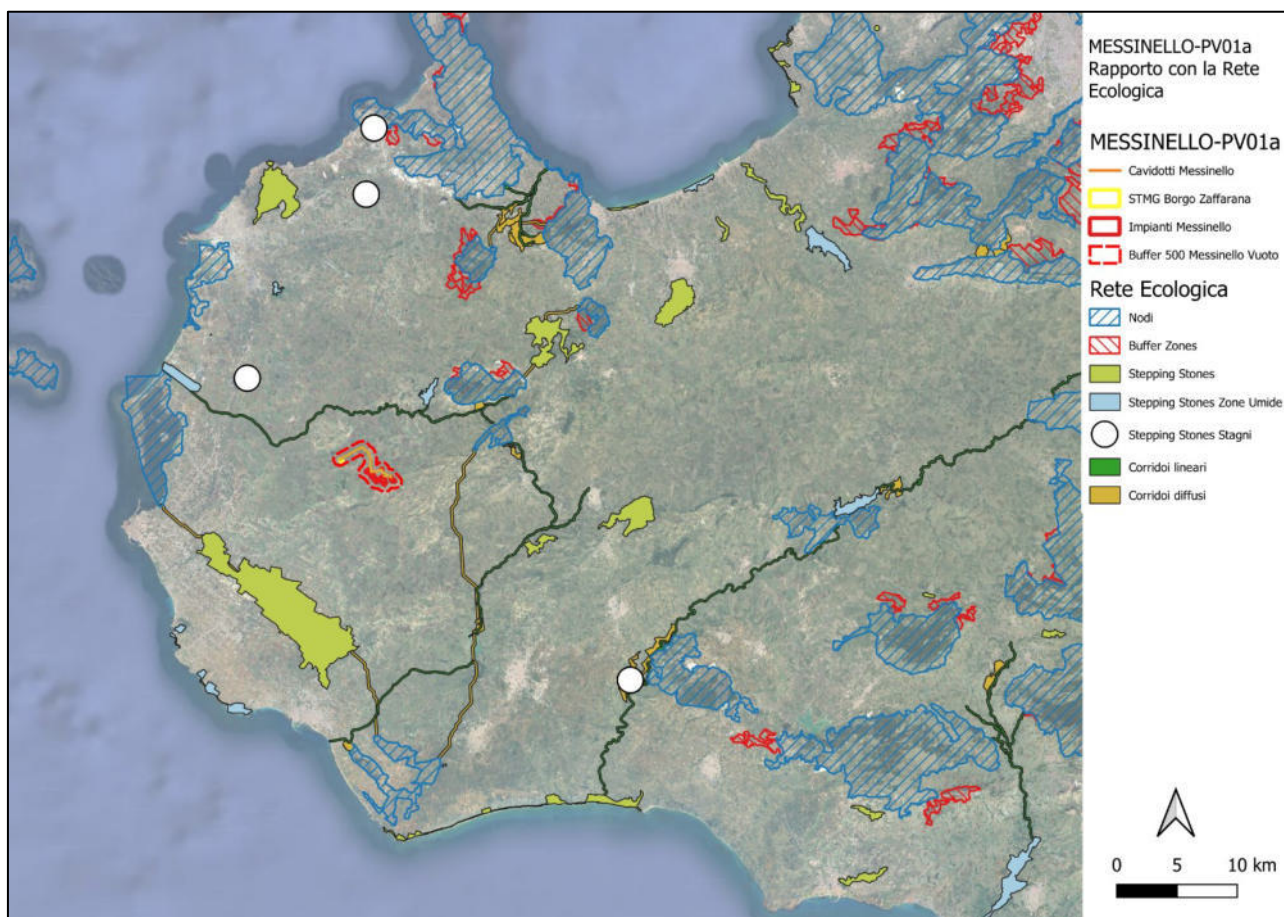 MESSINELLO-PV01a
Rapporto con la Rete
Ecologica
MESSINELLO-PV01a
Cavidotti Messinello
STMG Borgo Zaffarana
Impianti Messinello
Buffer 500 Messinello Vuoto
Rete Ecologica
Nodi
Buffer Zones
Stepping Stones
Stepping Stones Zone Umide
Stepping Stones Stagni
Corridoi lineari
Corridoi diffusi
0 5 10 km